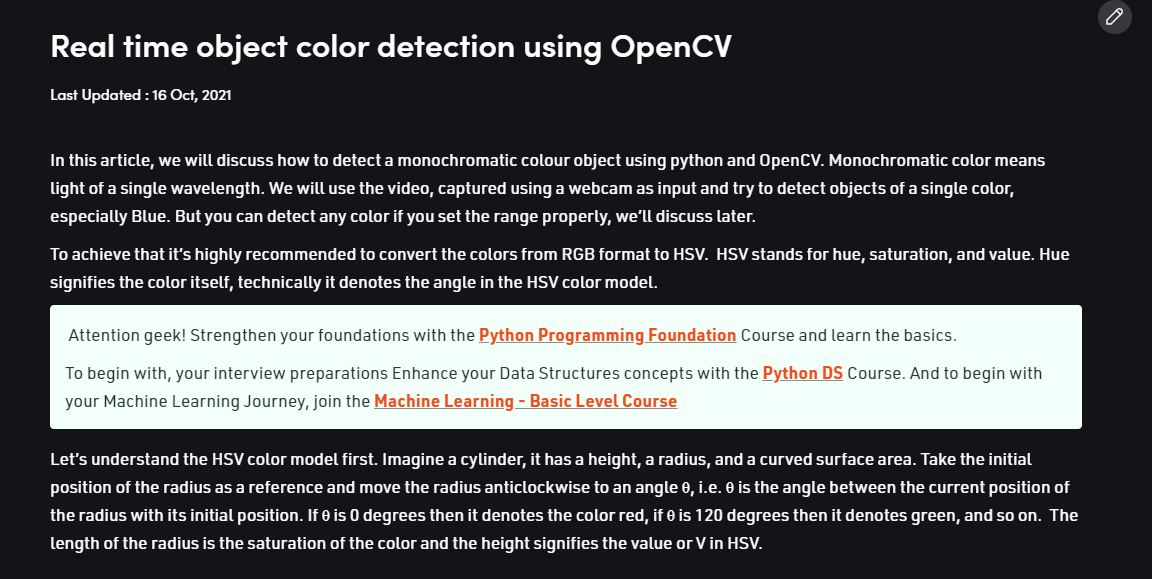 Real time object color detection using OpenCV
Last Updated : 16 Oct, 2021
In this article, we will discuss how to detect a monochromatic colour object using python and OpenCV. Monochromatic color means
light of a single wavelength. We will use the video, captured using a webcam as input and try to detect objects of a single color,
especially Blue. But you can detect any color if you set the range properly, we’ll discuss later.
To achieve that it’s highly recommended to convert the colors from RGB format to HSV.  HSV stands for hue, saturation, and value. Hue
signifies the color itself, technically it denotes the angle in the HSV color model.
Attention geek! Strengthen your foundations with the Python Programming Foundation Course and learn the basics.
To begin with, your interview preparations Enhance your Data Structures concepts with the Python DS Course. And to begin with
your Machine Learning Journey, join the Machine Learning - Basic Level Course
Let’s understand the HSV color model first. Imagine a cylinder, it has a height, a radius, and a curved surface area. Take the initial
position of the radius as a reference and move the radius anticlockwise to an angle θ, i.e. θ is the angle between the current position of
the radius with its initial position. If θ is 0 degrees then it denotes the color red, if θ is 120 degrees then it denotes green, and so on.  The
length of the radius is the saturation of the color and the height signifies the value or V in HSV.